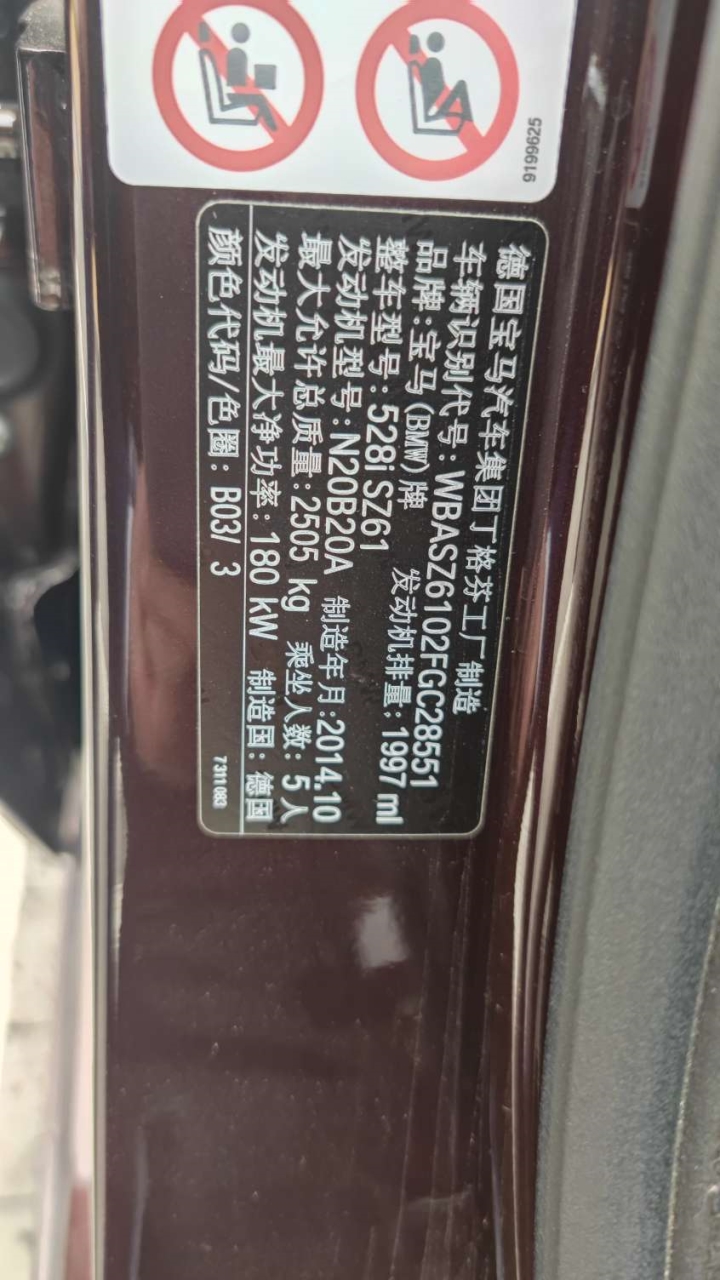 9199625
德国宝马汽车集团丁格芬工厂 制造
车辆识别代号: WBASZ6102FGC28551
品牌: 宝马(BMW)牌 发动机排量: 1997 ml
整车型号: 528i SZ61
发动机型号: N20B20A 制造年月: 2014.10
最大允许总质量: 2505 kg 乘坐人数: 5人
发动机最大净功率: 180 kW 制造国: 德国
颜色代码/色圈: B03/ 3
7311 083